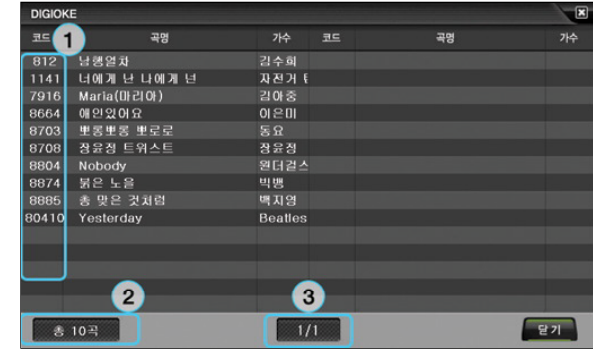 DIGIOKE
코드 곡명 가수 코드 곡명 가수
1
812 남행열차 김수희
1141 너에게 난 나에게 넌 자전거
7916 Maria(마리아) 김아중
8664 애인있어요 이은미
8703 뽀롱뽀롱 뽀로로 동요
8708 장윤정 트위스트 장윤정
8804 Nobody 원더걸스
8874 붉은 노을 빅뱅
8885 총 맞은 것처럼 백지영
80410 Yesterday Beatles
2 3
총 10곡 1/1 닫기